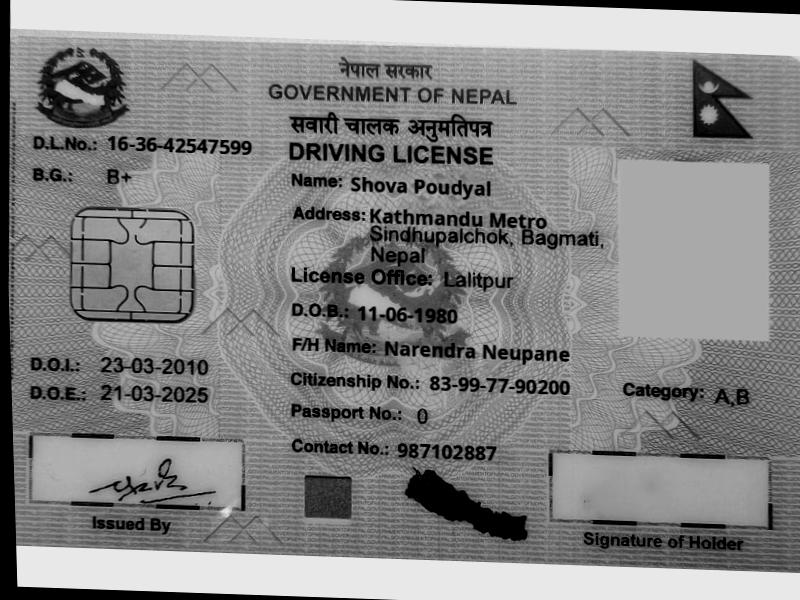 नेपाल सरकार
GOVERNMENT OF NEPAL
सवारी चालक अनुमतिपत्र
DRIVING LICENSE
D.L.No.: 16-36-42547599
B.G.: B+
Name: Shova Poudyal
Address: Kathmandu Metro
Sindhupalchok, Bagmati,
Nepal
License Office: Lalitpur
D.O.B.: 11-06-1980
F/H Name: Narendra Neupane
D.O.I.: 23-03-2010
D.O.E.: 21-03-2025
Citizenship No.: 83-99-77-90200
Category: A,B
Passport No.: 0
Contact No.: 987102887
Issued By
Signature of Holder